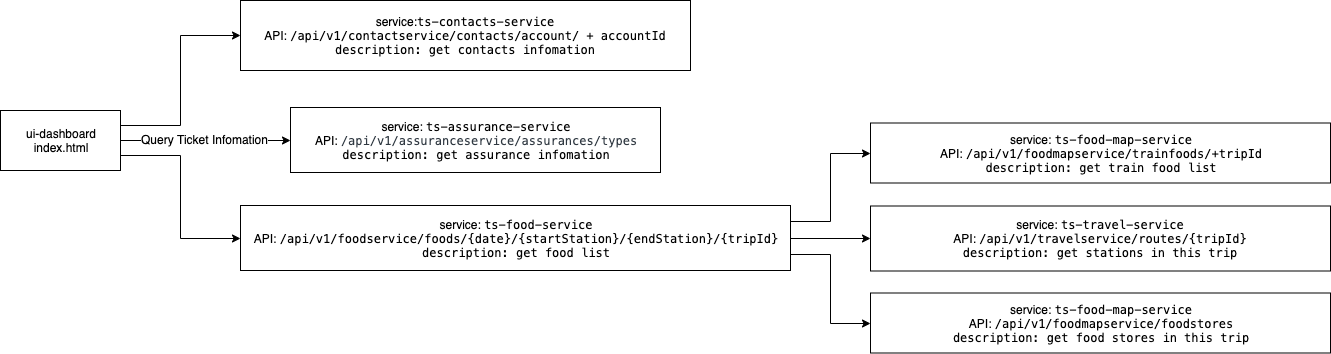 service:ts-contacts-service
API: /api/v1/contactservice/contacts/account/ + accountId
description: get contacts infomation
ui-dashboard
index.html
Query Ticket Infomation
service: ts-assurance-service
API: /api/v1/assuranceservice/assurances/types
description: get assurance infomation
service: ts-food-service
API: /api/v1/foodservice/foods/{date}/{startStation}/{endStation}/{tripId}
description: get food list
service: ts-food-map-service
API: /api/v1/foodmapservice/trainfoods/+tripId
description: get train food list
service: ts-travel-service
API: /api/v1/travelservice/routes/{tripId}
description: get stations in this trip
service: ts-food-map-service
API: /api/v1/foodmapservice/foodstores
description: get food stores in this trip